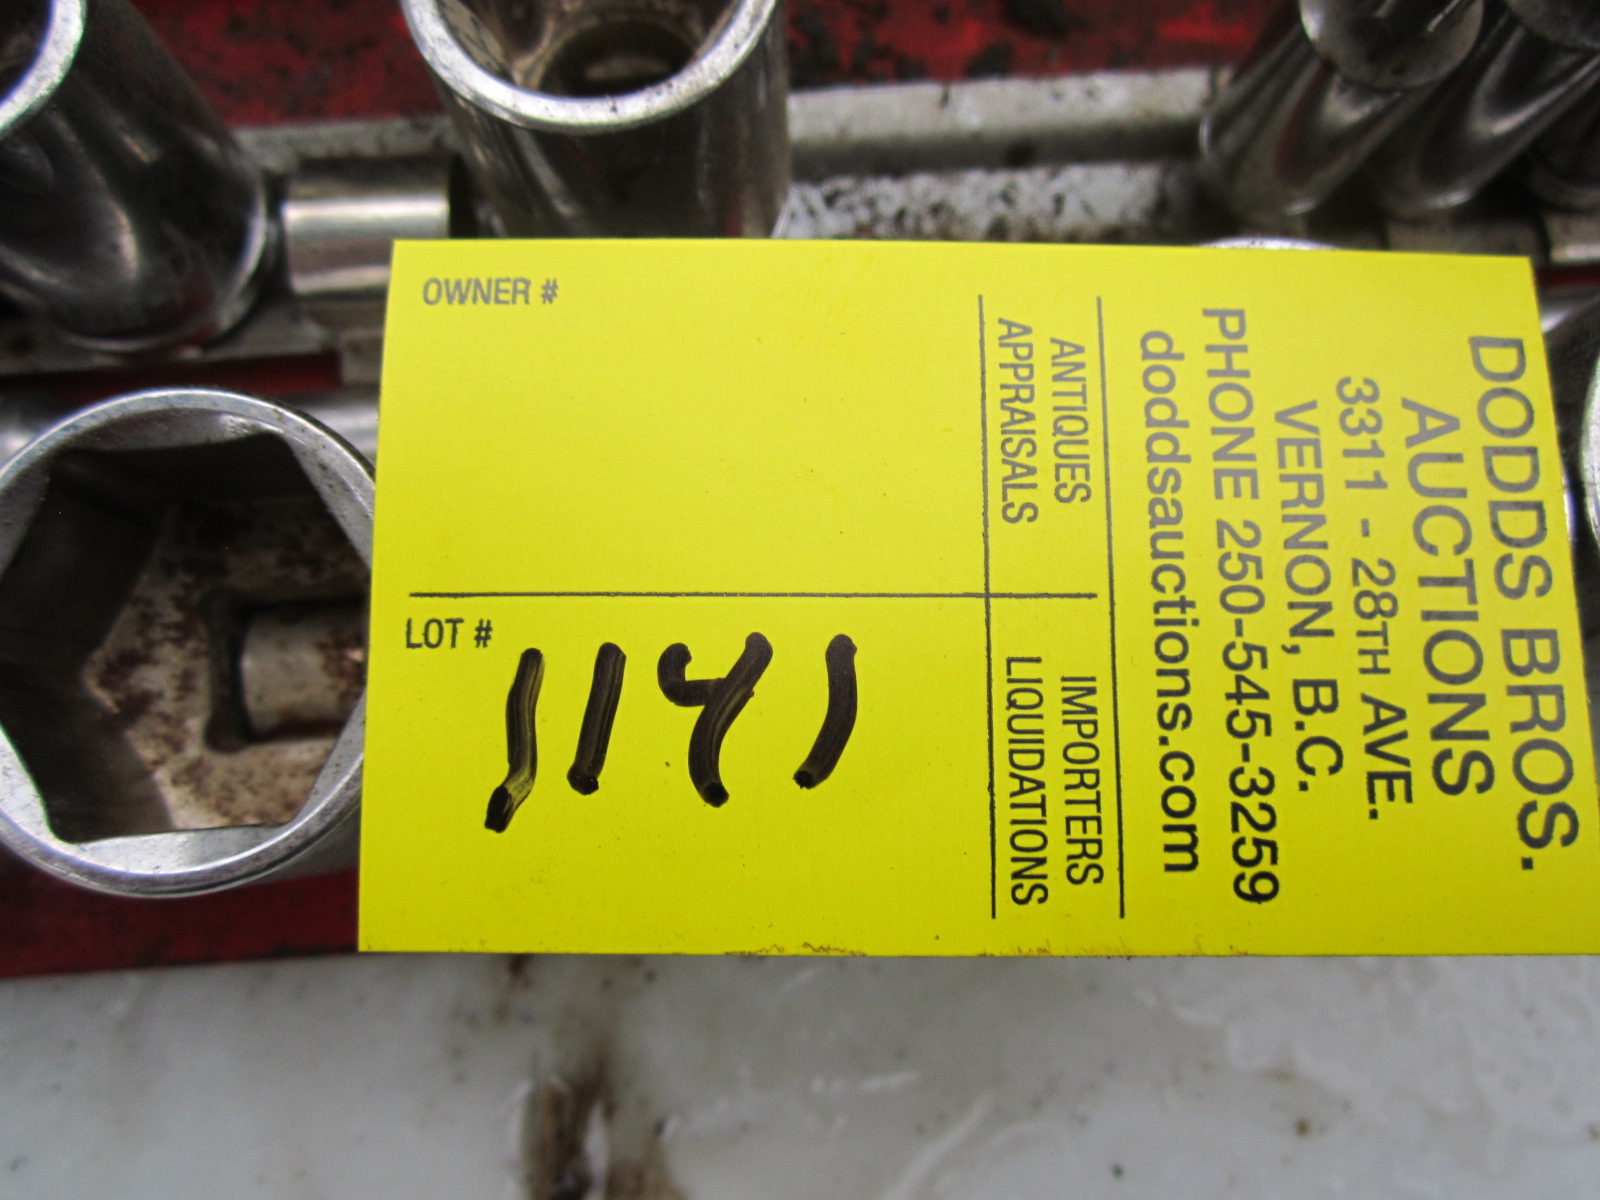 OWNER #
LOT #
1141
DODDS BROS.
AUCTIONS
3311 - 28TH AVE.
VERNON, B.C.
PHONE 250-545-3259
doddsauctions.com
ANTIQUES IMPORTERS
APPRAISALS LIQUIDATIONS